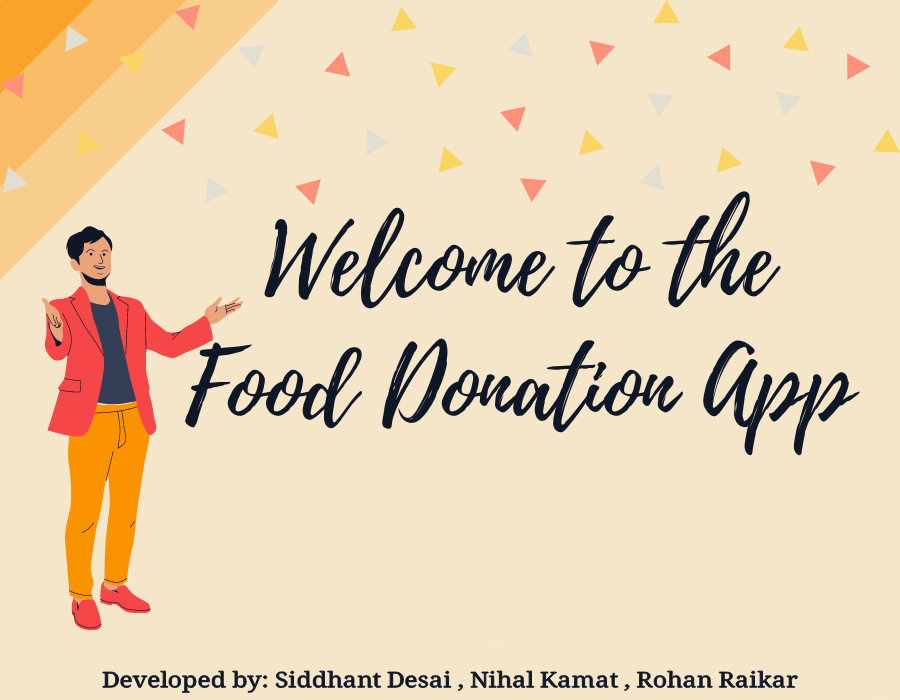 Welcome to the
Food Donation App
Developed by: Siddhant Desai , Nihal Kamat , Rohan Raikar